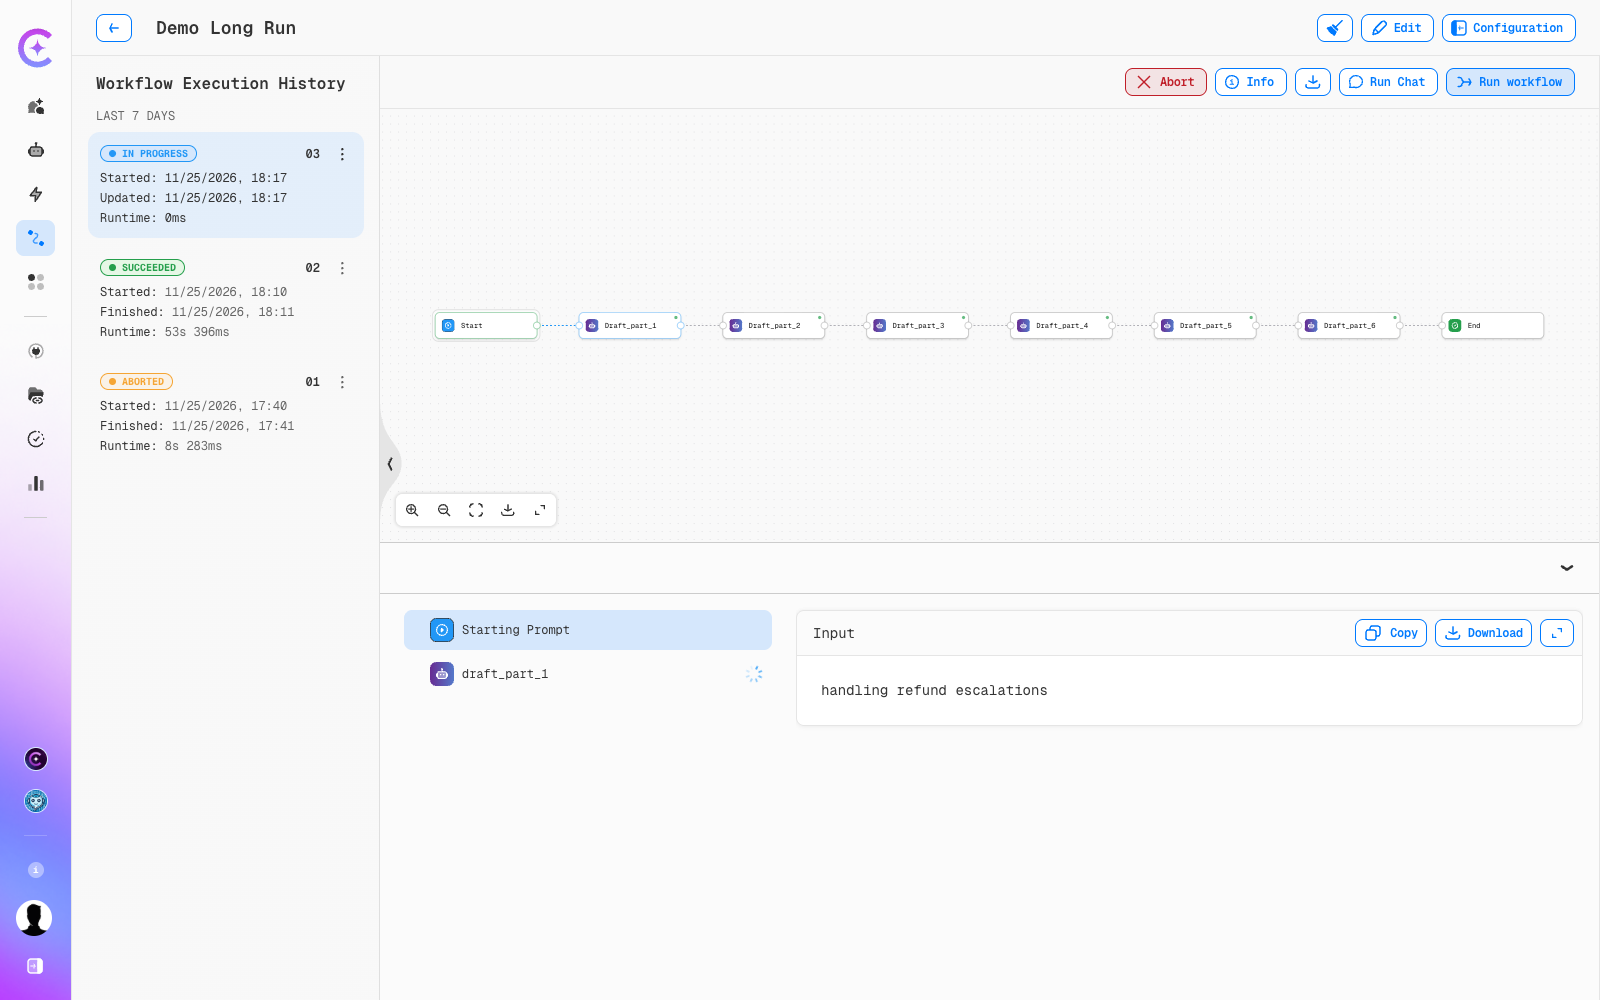 Demo Long Run
Edit
Configuration
Workflow Execution History
LAST 7 DAYS
IN PROGRESS
03
Started: 11/25/2026, 18:17
Updated: 11/25/2026, 18:17
Runtime: 0ms
SUCCEEDED
02
Started: 11/25/2026, 18:10
Finished: 11/25/2026, 18:11
Runtime: 53s 396ms
ABORTED
01
Started: 11/25/2026, 17:40
Finished: 11/25/2026, 17:41
Runtime: 8s 283ms
Abort
Info
Run Chat
Run workflow
Start
Draft_part_1
Draft_part_2
Draft_part_3
Draft_part_4
Draft_part_5
Draft_part_6
End
Starting Prompt
draft_part_1
Input
Copy
Download
handling refund escalations